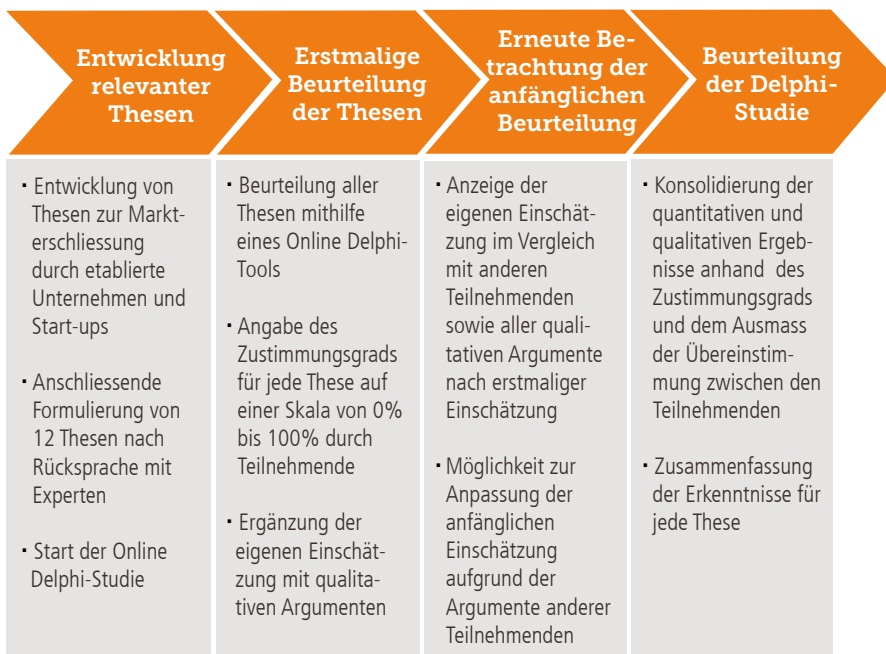 Entwicklung
relevanter
Thesen
Erstmalige
Beurteilung
der Thesen
Erneute Be-
trachtung der
anfänglichen
Beurteilung
Beurteilung
der Delphi-
Studie
· Entwicklung von
Thesen zur Markt-
erschliessung
durch etablierte
Unternehmen und
Start-ups
· Anschliessende
Formulierung von
12 Thesen nach
Rücksprache mit
Experten
· Start der Online
Delphi-Studie
· Beurteilung aller
Thesen mithilfe
eines Online Delphi-
Tools
· Angabe des
Zustimmungsgrads
für jede These auf
einer Skala von 0%
bis 100% durch
Teilnehmende
· Ergänzung der
eigenen Einschät-
zung mit qualita-
tiven Argumenten
· Anzeige der
eigenen Einschät-
zung im Vergleich
mit anderen
Teilnehmenden
sowie aller quali-
tativen Argumente
nach erstmaliger
Einschätzung
· Möglichkeit zur
Anpassung der
anfänglichen
Einschätzung
aufgrund der
Argumente anderer
Teilnehmenden
· Konsolidierung der
quantitativen und
qualitativen Ergeb-
nisse anhand des
Zustimmungsgrads
und dem Ausmass
der Übereinstim-
mung zwischen den
Teilnehmenden
· Zusammenfassung
der Erkenntnisse für
jede These